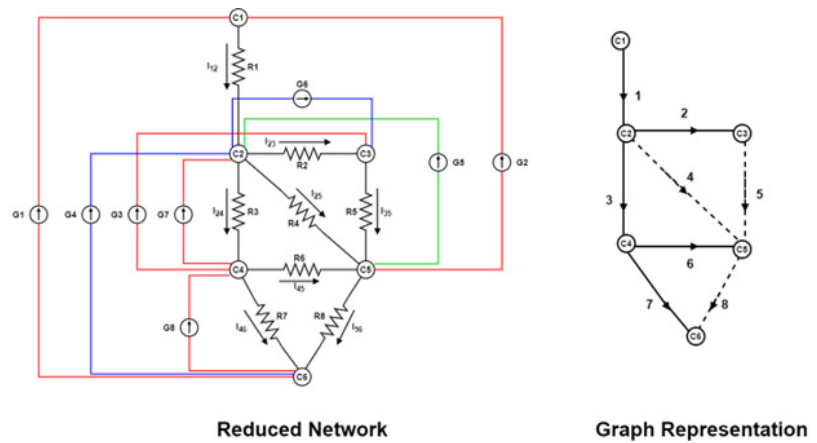 C1
I12
R1
G6
I23
C2
R2
C3
G5
G2
G1
G4
G3
G7
I24
R3
I25
R4
R5
I35
C4
R6
I45
C5
G8
I46
R7
R8
I56
C6
Reduced Network
C1
1
C2
2
C3
4
3
5
C4
6
C5
7
8
C6
Graph Representation